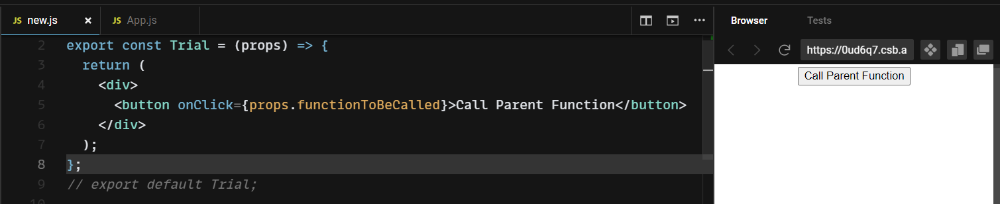 JS new.js × JS App.js
Browser Tests
https://0ud6q7.csb.a
2 export const Trial = (props) => {
3 return (
4 <div>
5 <button onClick={props.functionToBeCalled}>Call Parent Function</button>
6 </div>
7 );
8 };
9 // export default Trial;
10
Call Parent Function